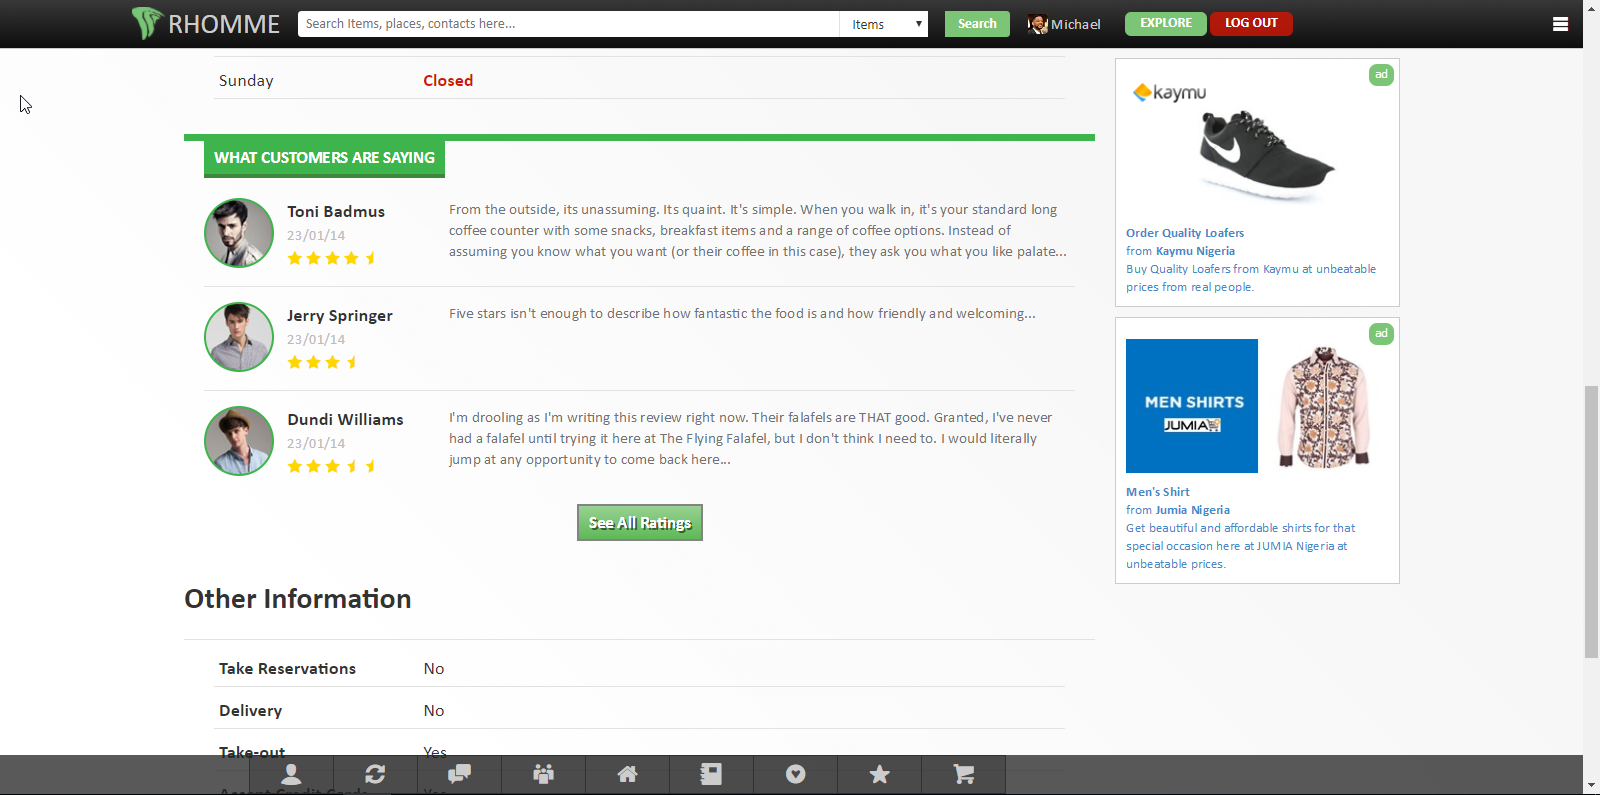 RHOMME
Search Items, places, contacts here...
Items
Search
Michael
EXPLORE
LOG OUT
Sunday
Closed
WHAT CUSTOMERS ARE SAYING
Toni Badmus
23/01/14
From the outside, its unassuming. Its quaint. It's simple. When you walk in, it's your standard long
coffee counter with some snacks, breakfast items and a range of coffee options. Instead of
assuming you know what you want (or their coffee in this case), they ask you what you like palate...
Jerry Springer
23/01/14
Five stars isn't enough to describe how fantastic the food is and how friendly and welcoming...
Dundi Williams
23/01/14
I'm drooling as I'm writing this review right now. Their falafels are THAT good. Granted, I've never
had a falafel until trying it here at The Flying Falafel, but I don't think I need to. I would literally
jump at any opportunity to come back here...
See All Ratings
Other Information
Take Reservations
No
Delivery
No
Take-out
Yes
Accept Credit Cards
Yes
ad
kaymu
Order Quality Loafers
from Kaymu Nigeria
Buy Quality Loafers from Kaymu at unbeatable
prices from real people.
ad
MEN SHIRTS
JUMIA
Men's Shirt
from Jumia Nigeria
Get beautiful and affordable shirts for that
special occasion here at JUMIA Nigeria at
unbeatable prices.